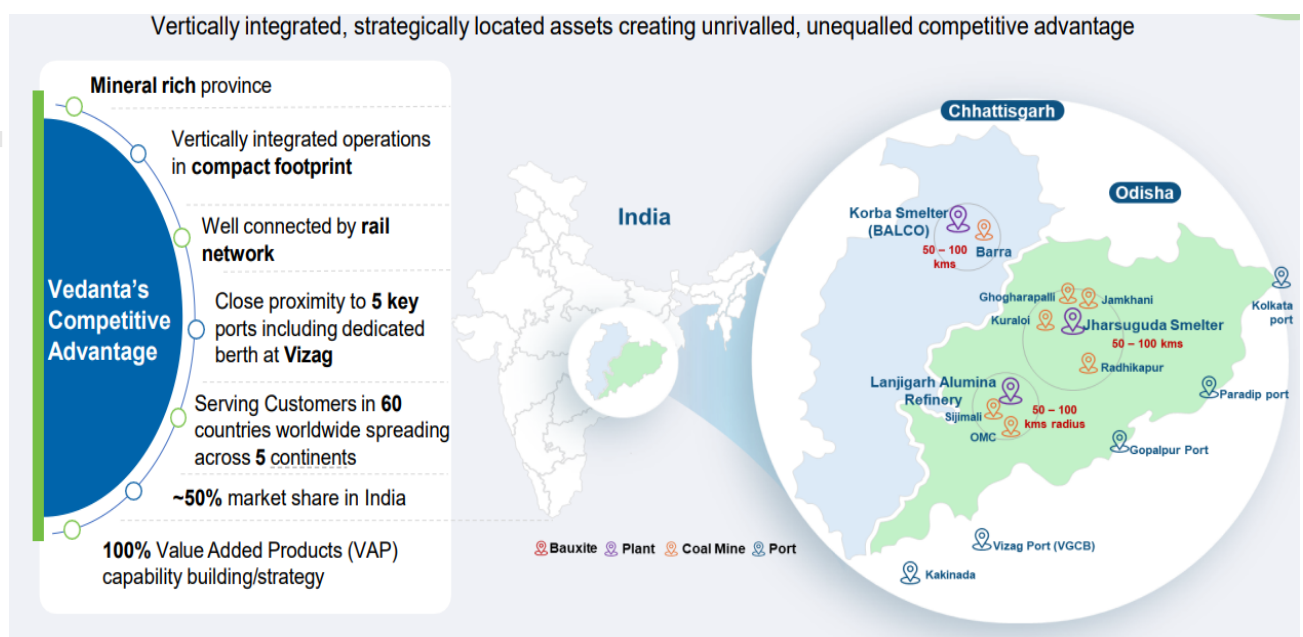 Vertically integrated, strategically located assets creating unrivalled, unequalled competitive advantage
Vedanta's
Competitive
Advantage
Mineral rich province
Vertically integrated operations
in compact footprint
Well connected by rail
network
Close proximity to 5 key
ports including dedicated
berth at Vizag
Serving Customers in 60
countries worldwide spreading
across 5 continents
~50% market share in India
100% Value Added Products (VAP)
capability building/strategy
India
Bauxite Plant Coal Mine Port
Chhattisgarh
Odisha
Korba Smelter
(BALCO)
50 – 100
kms
Barra
Ghogharapalli
Jamkhani
Kuraloi
Jharsuguda Smelter
50 – 100 kms
Radhikapur
Kolkata
port
Lanjigarh Alumina
Refinery
Sijimali
50 – 100
kms radius
OMC
Paradip port
Gopalpur Port
Vizag Port (VGCB)
Kakinada